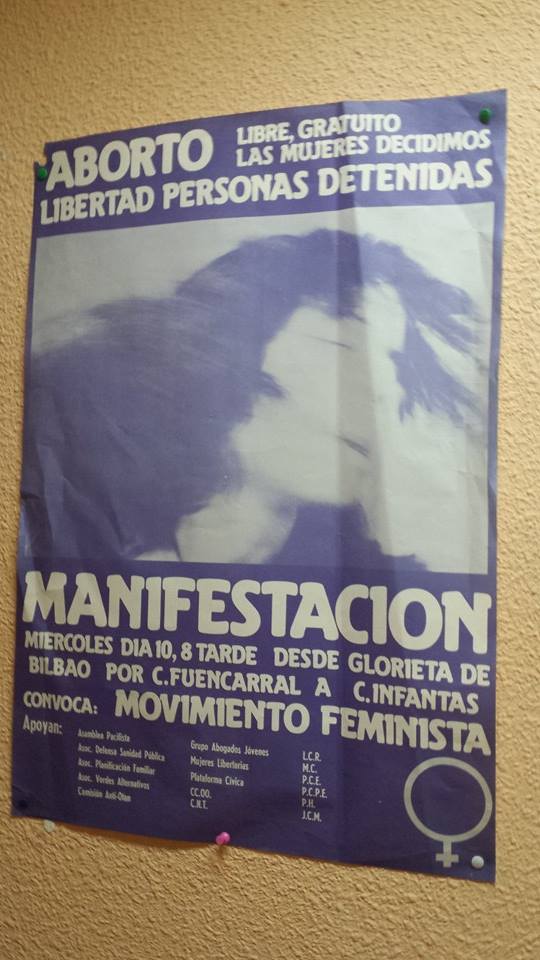 ABORTO LIBRE, GRATUITO
LAS MUJERES DECIDIMOS
LIBERTAD PERSONAS DETENIDAS
MANIFESTACION
MIERCOLES DIA 10, 8 TARDE DESDE GLORIETA DE
BILBAO POR C.FUENCARRAL A C.INFANTAS
CONVOCA: MOVIMIENTO FEMINISTA
Apoyan:
Asamblea Pacifista
Asoc. Defensa Sanidad Pública
Asoc. Planificación Familiar
Asoc. Verdes Alternativos
Comisión Anti-Otan
Grupo Abogados Jóvenes
Mujeres Libertarias
Plataforma Cívica
CC.OO.
C.N.T.
L.C.R.
M.C.
P.C.E.
P.C.P.E.
P.H.
J.C.M.